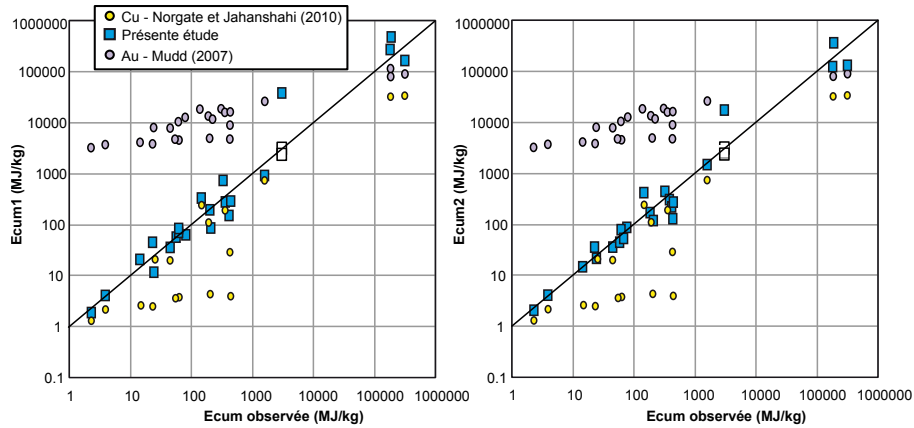 Cu - Norgate et Jahanshahi (2010)
Présente étude
Au - Mudd (2007)
1000000
100000
10000
1000
100
10
1
0.1
Ecum1 (MJ/kg)
1 10 100 1000 10000 100000 1000000
Ecum observée (MJ/kg)
1000000
100000
10000
1000
100
10
1
0.1
Ecum2 (MJ/kg)
1 10 100 1000 10000 100000 1000000
Ecum observée (MJ/kg)